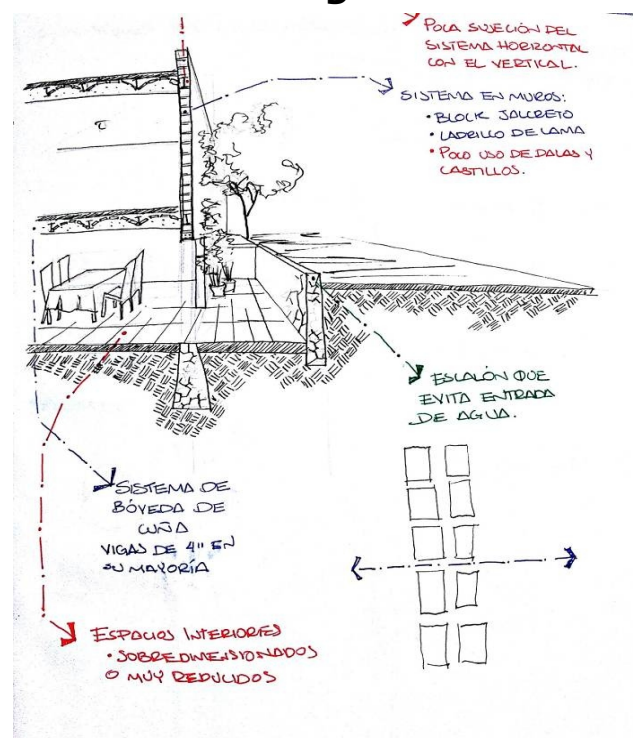 POCA SUJECIÓN DEL
SISTEMA HORIZONTAL
CON EL VERTICAL.
SISTEMA EN MUROS:
• BLOCK JALCRETO
• LADRILLO DE LAMA
• POCO USO DE DALAS Y
CASTILLOS.
ESCALÓN QUE
EVITA ENTRADA
DE AGUA.
SISTEMA DE
BÓVEDA DE
CUÑA
VIGAS DE 4" EN
SU MAYORÍA
ESPACIOS INTERIORES
• SOBREDIMENSIONADOS
O MUY REDUCIDOS